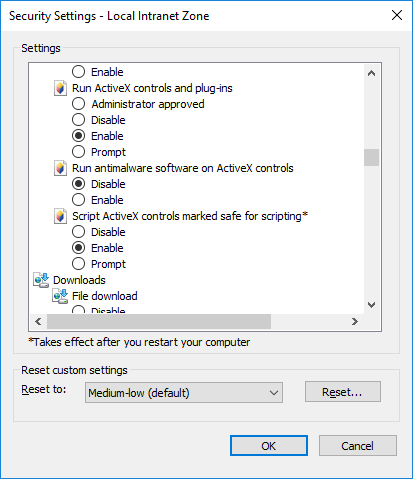 Security Settings - Local Intranet Zone
Settings
Enable
Run ActiveX controls and plug-ins
Administrator approved
Disable
Enable
Prompt
Run antimalware software on ActiveX controls
Disable
Enable
Script ActiveX controls marked safe for scripting*
Disable
Enable
Prompt
Downloads
File download
Disable
*Takes effect after you restart your computer
Reset custom settings
Reset to:
Medium-low (default)
Reset...
OK
Cancel